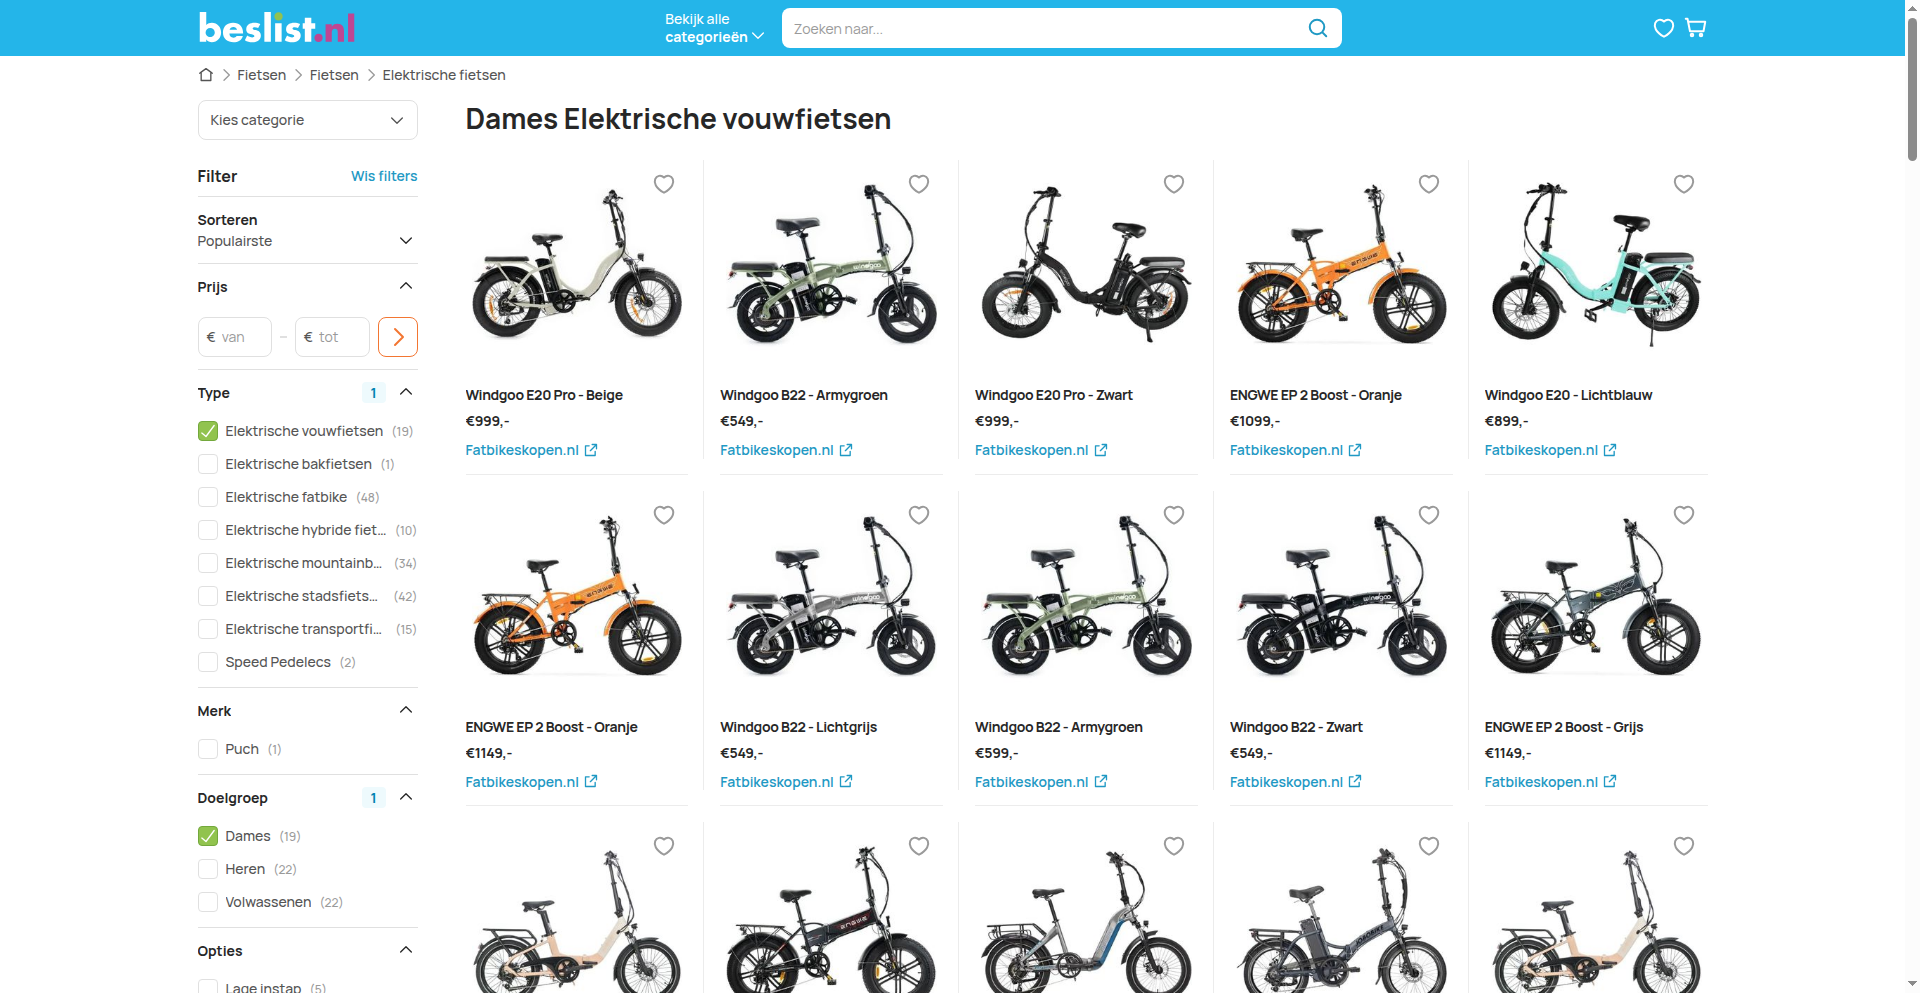 beslist.nl
Bekijk alle
categorieën
Zoeken naar...
Fietsen
Fietsen
Elektrische fietsen
Kies categorie
Dames Elektrische vouwfietsen
Filter
Wis filters
Sorteren
Populairste
Prijs
€ van
–
€ tot
Type
1
Elektrische vouwfietsen (19)
Elektrische bakfietsen (1)
Elektrische fatbike (48)
Elektrische hybride fiet... (10)
Elektrische mountainb... (34)
Elektrische stadsfiets... (42)
Elektrische transportfi... (15)
Speed Pedelecs (2)
Merk
Puch (1)
Doelgroep
1
Dames (19)
Heren (22)
Volwassenen (22)
Opties
Lage instap (5)
Windgoo E20 Pro - Beige
€999,-
Fatbikeskopen.nl
Windgoo B22 - Armygroen
€549,-
Fatbikeskopen.nl
Windgoo E20 Pro - Zwart
€999,-
Fatbikeskopen.nl
ENGWE EP 2 Boost - Oranje
€1099,-
Fatbikeskopen.nl
Windgoo E20 - Lichtblauw
€899,-
Fatbikeskopen.nl
ENGWE EP 2 Boost - Oranje
€1149,-
Fatbikeskopen.nl
Windgoo B22 - Lichtgrijs
€549,-
Fatbikeskopen.nl
Windgoo B22 - Armygroen
€599,-
Fatbikeskopen.nl
Windgoo B22 - Zwart
€549,-
Fatbikeskopen.nl
ENGWE EP 2 Boost - Grijs
€1149,-
Fatbikeskopen.nl